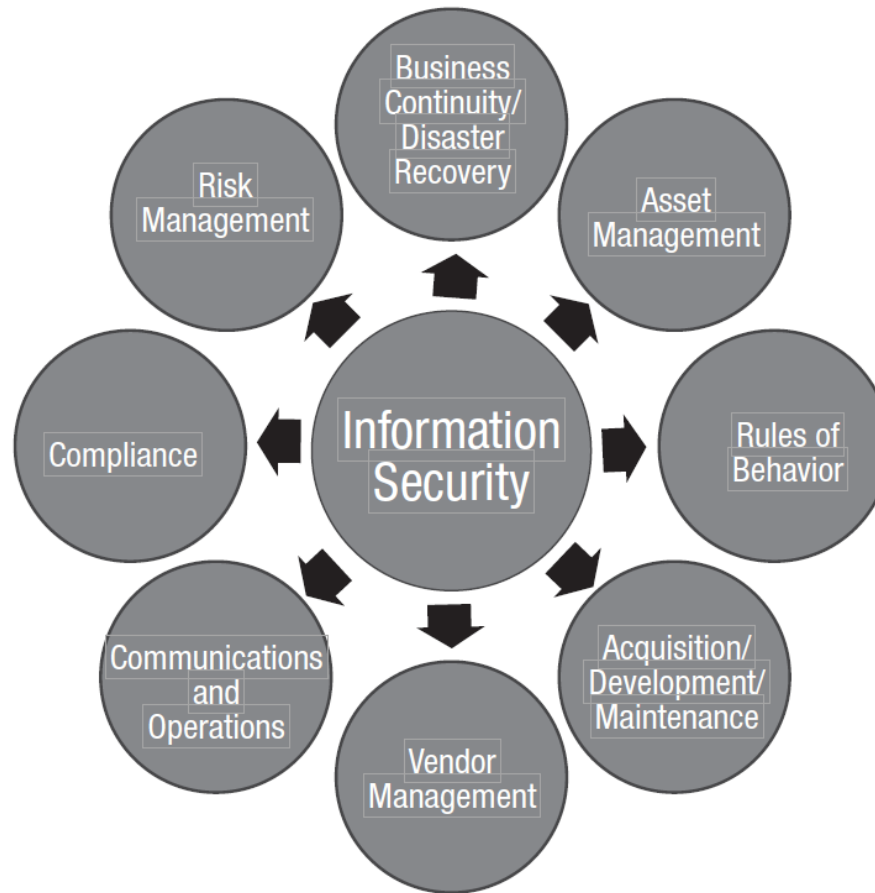 Business
Continuity/
Disaster
Recovery
Risk
Management
Asset
Management
Information
Security
Compliance
Rules of
Behavior
Communications
and
Operations
Acquisition/
Development/
Maintenance
Vendor
Management